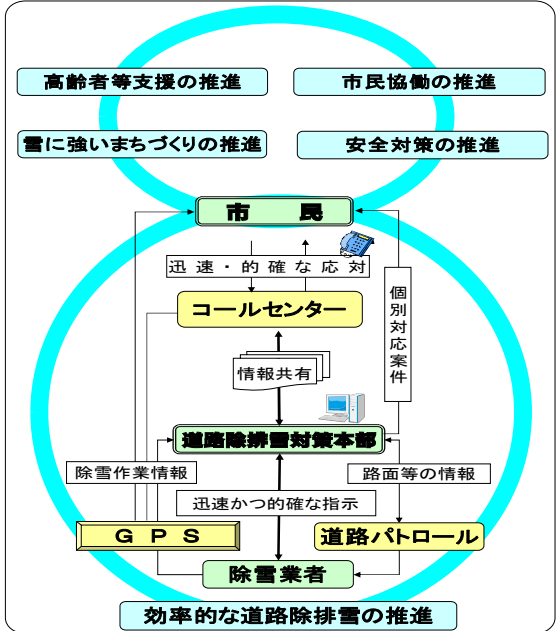 高齢者等支援の推進
市民協働の推進
雪に強いまちづくりの推進
安全対策の推進
市　民
迅速・的確な応対
コールセンター
個別対応案件
情報共有
道路除排雪対策本部
除雪作業情報
路面等の情報
迅速かつ的確な指示
GPS
道路パトロール
除雪業者
効率的な道路除排雪の推進